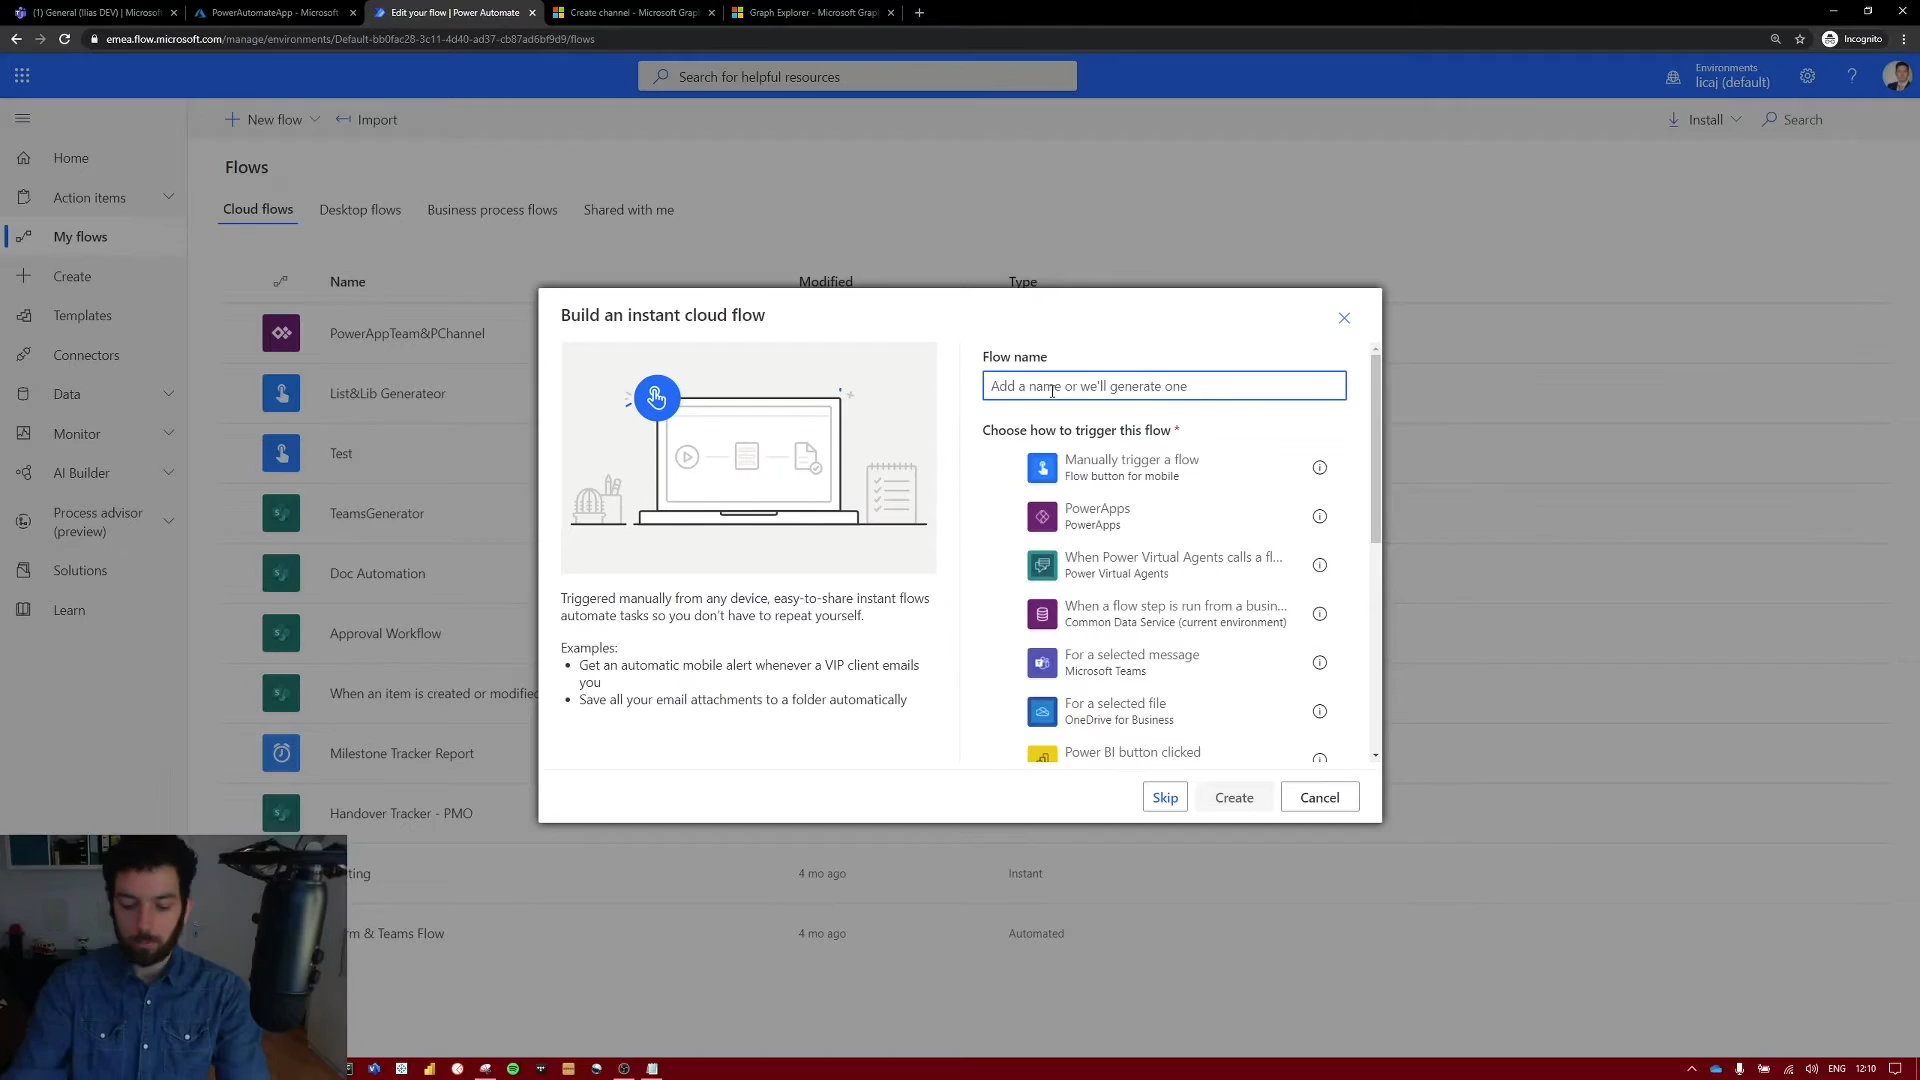 (1) General (Ilias DEV) | Microsoft
PowerAutomateApp - Microsoft
Edit your flow | Power Automate
Create channel - Microsoft Graph
Graph Explorer - Microsoft Graph
emea.flow.microsoft.com/manage/environments/Default-bb0fac28-3c11-4d40-ad37-cb87ad6bf9d9/flows
Incognito
Search for helpful resources
Environments
licaj (default)
New flow
Import
Install
Search
Home
Action items
My flows
Create
Templates
Connectors
Data
Monitor
AI Builder
Process advisor
(preview)
Solutions
Learn
Flows
Cloud flows
Desktop flows
Business process flows
Shared with me
Name
Modified
Type
PowerAppTeam&PChannel
List&Lib Generateor
Test
TeamsGenerator
Doc Automation
Approval Workflow
When an item is created or modified
Milestone Tracker Report
Handover Tracker - PMO
ting
4 mo ago
Instant
m & Teams Flow
4 mo ago
Automated
Build an instant cloud flow
Triggered manually from any device, easy-to-share instant flows
automate tasks so you don't have to repeat yourself.
Examples:
• Get an automatic mobile alert whenever a VIP client emails
you
• Save all your email attachments to a folder automatically
Flow name
Add a name or we'll generate one
Choose how to trigger this flow *
Manually trigger a flow
Flow button for mobile
PowerApps
PowerApps
When Power Virtual Agents calls a fl...
Power Virtual Agents
When a flow step is run from a busin...
Common Data Service (current environment)
For a selected message
Microsoft Teams
For a selected file
OneDrive for Business
Power BI button clicked
Skip
Create
Cancel
ENG
12:10